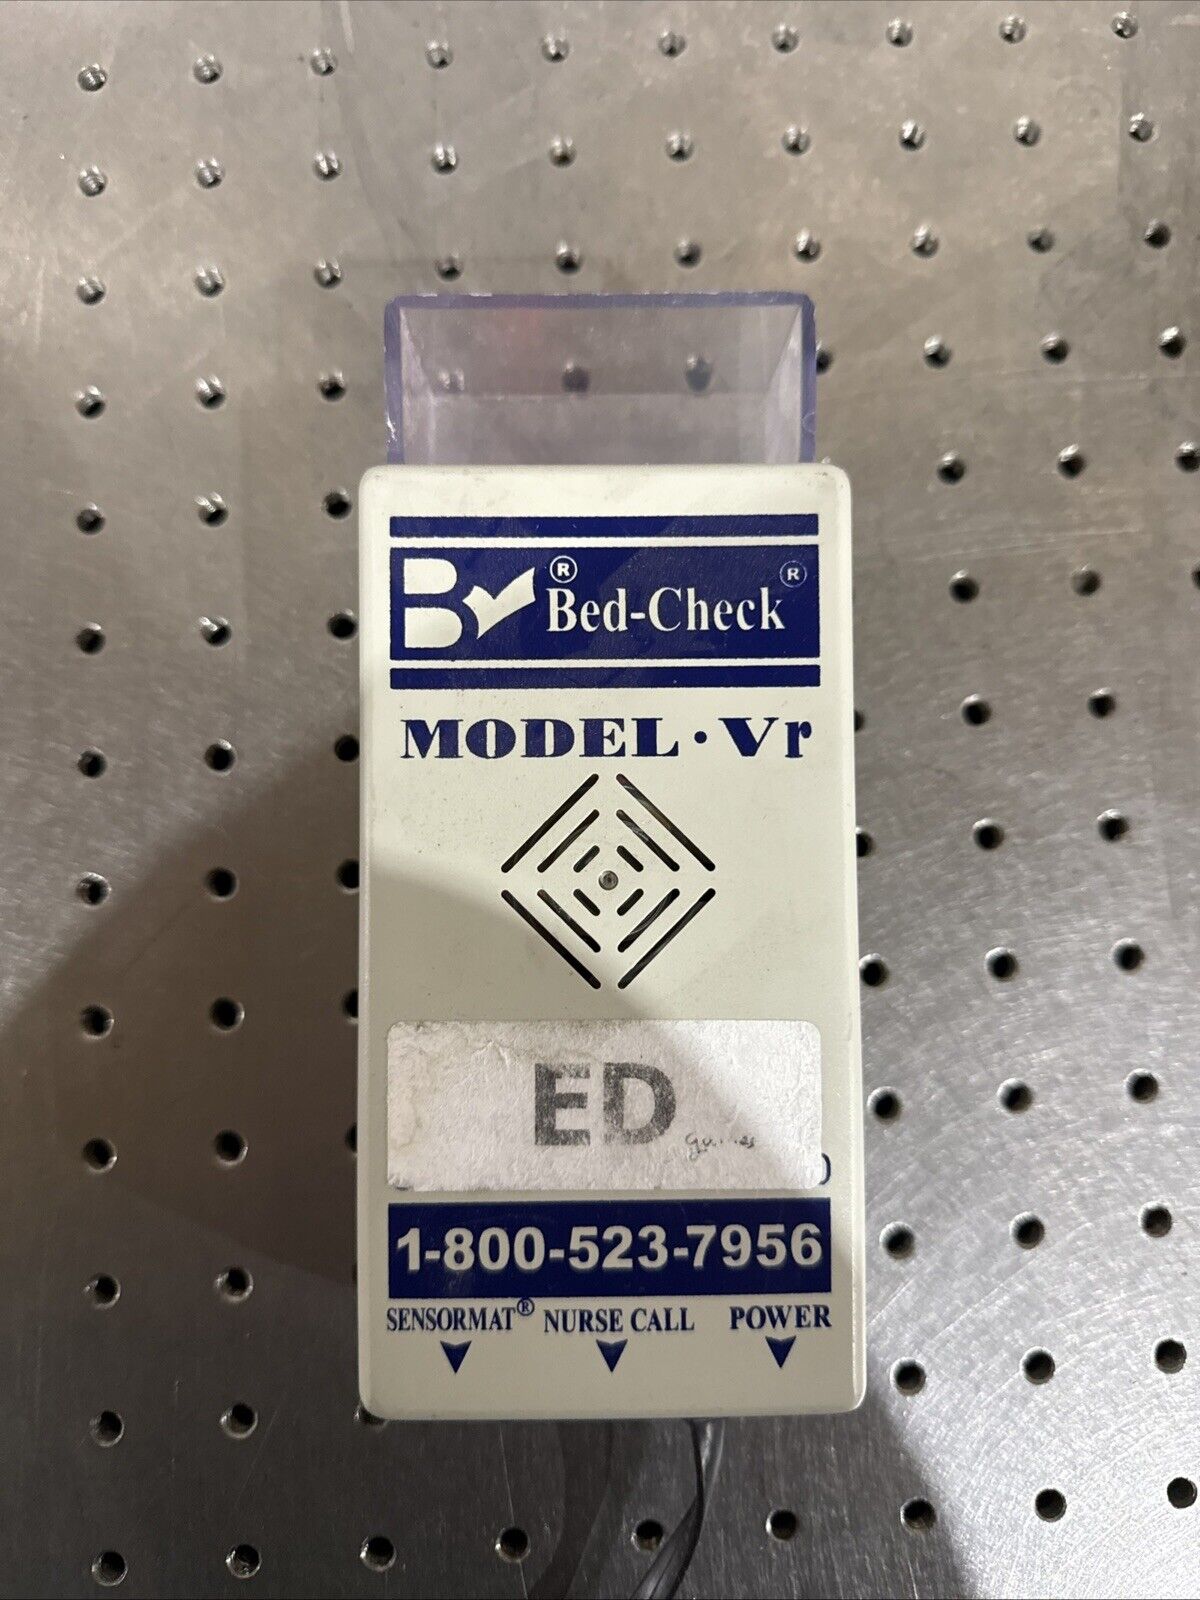 B ®
Bed-Check ®
MODEL · Vr
ED
1-800-523-7956
SENSORMAT® NURSE CALL POWER